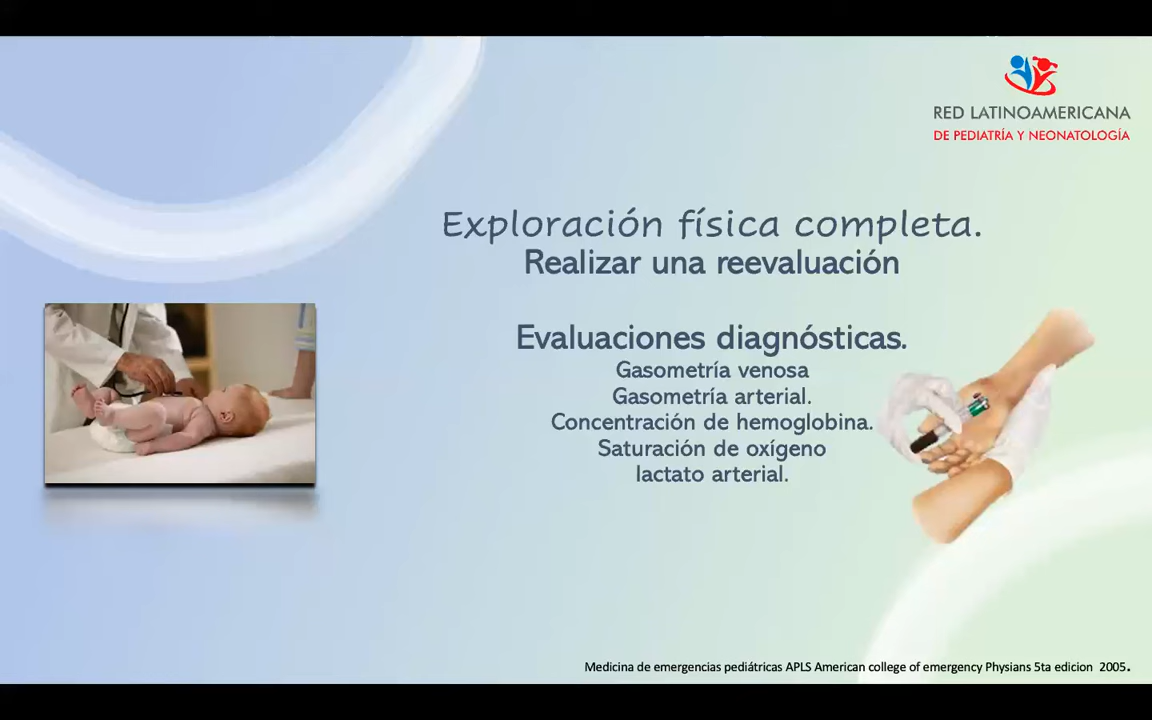 RED LATINOAMERICANA
DE PEDIATRÍA Y NEONATOLOGÍA
Exploración física completa.
Realizar una reevaluación
Evaluaciones diagnósticas.
Gasometría venosa
Gasometría arterial.
Concentración de hemoglobina.
Saturación de oxígeno
lactato arterial.
Medicina de emergencias pediátricas APLS American college of emergency Physians 5ta edicion 2005.